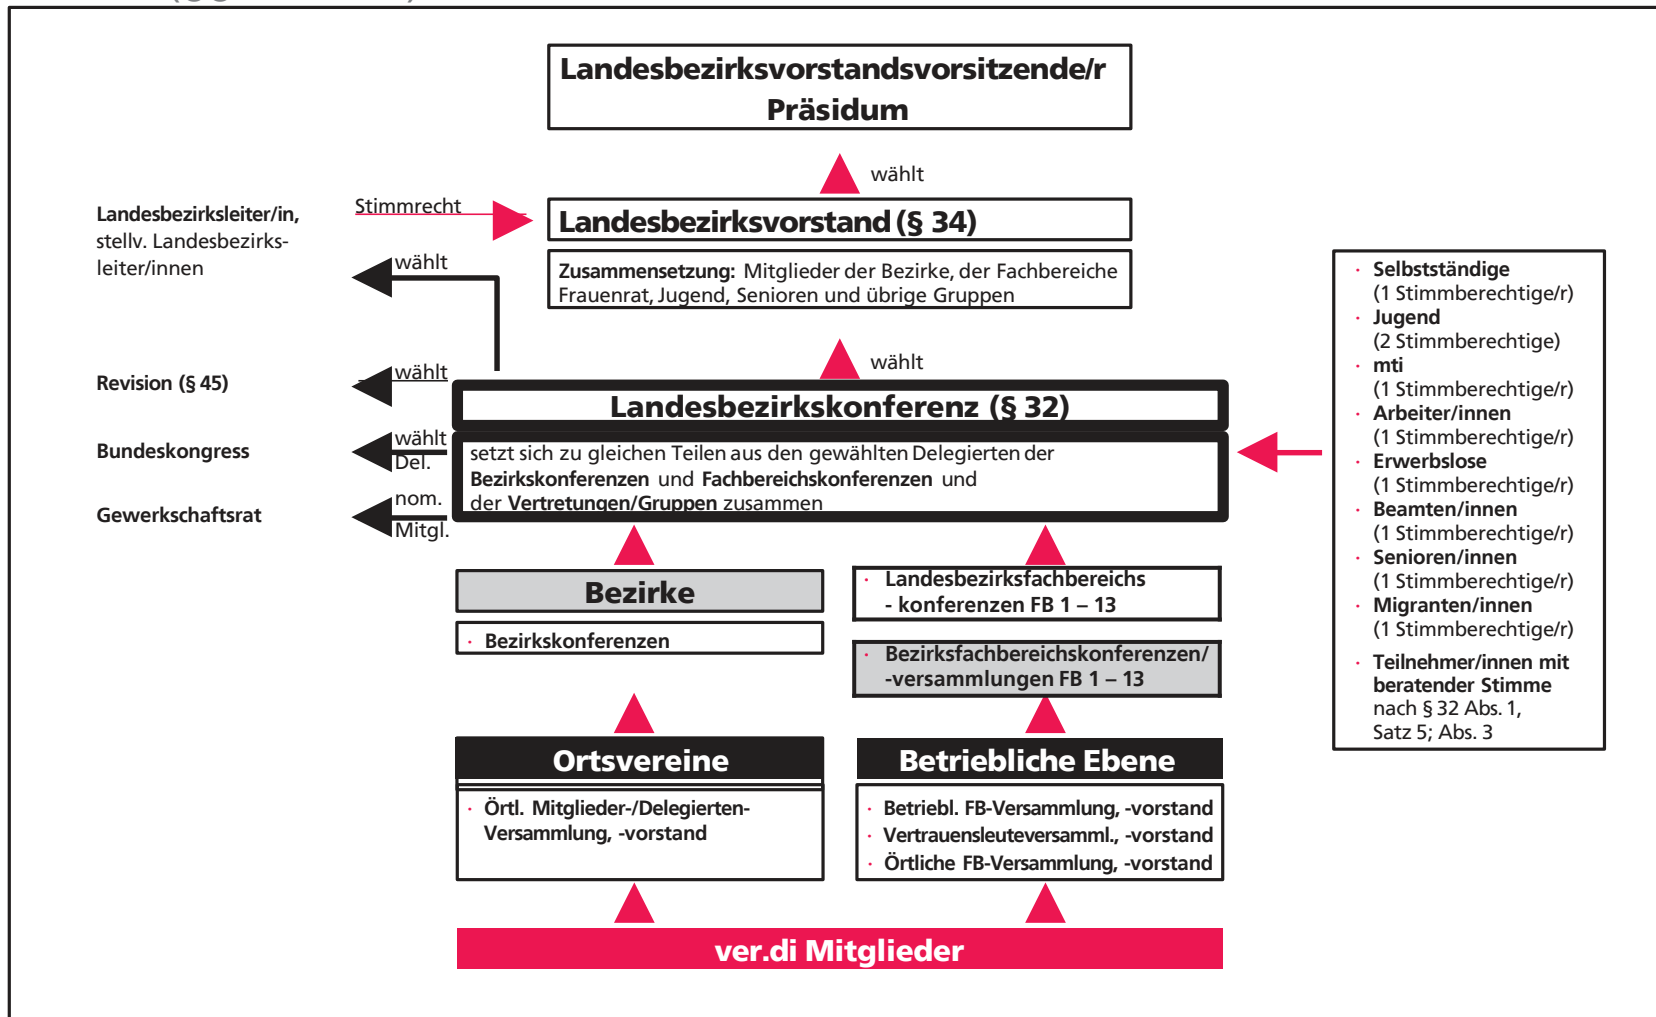 Landesbezirksvorstandsvorsitzende/r
Präsidum
wählt
Landesbezirksleiter/in,
stellv. Landesbezirks-
leiter/innen
Stimmrecht
Landesbezirksvorstand (§ 34)
wählt
Zusammensetzung: Mitglieder der Bezirke, der Fachbereiche
Frauenrat, Jugend, Senioren und übrige Gruppen
wählt
Revision (§ 45)
wählt
Landesbezirkskonferenz (§ 32)
Bundeskongress
wählt
Del.
setzt sich zu gleichen Teilen aus den gewählten Delegierten der
Bezirkskonferenzen und Fachbereichskonferenzen und
der Vertretungen/Gruppen zusammen
Gewerkschaftsrat
nom.
Mitgl.
· Selbstständige
(1 Stimmberechtige/r)
· Jugend
(2 Stimmberechtige)
· mti
(1 Stimmberechtige/r)
· Arbeiter/innen
(1 Stimmberechtige/r)
· Erwerbslose
(1 Stimmberechtige/r)
· Beamten/innen
(1 Stimmberechtige/r)
· Senioren/innen
(1 Stimmberechtige/r)
· Migranten/innen
(1 Stimmberechtige/r)
· Teilnehmer/innen mit
beratender Stimme
nach § 32 Abs. 1,
Satz 5; Abs. 3
Bezirke
· Bezirkskonferenzen
· Landesbezirksfachbereichs
- konferenzen FB 1 – 13
· Bezirksfachbereichskonferenzen/
-versammlungen FB 1 – 13
Ortsvereine
· Örtl. Mitglieder-/Delegierten-
Versammlung, -vorstand
Betriebliche Ebene
· Betriebl. FB-Versammlung, -vorstand
· Vertrauensleuteversamml., -vorstand
· Örtliche FB-Versammlung, -vorstand
ver.di Mitglieder